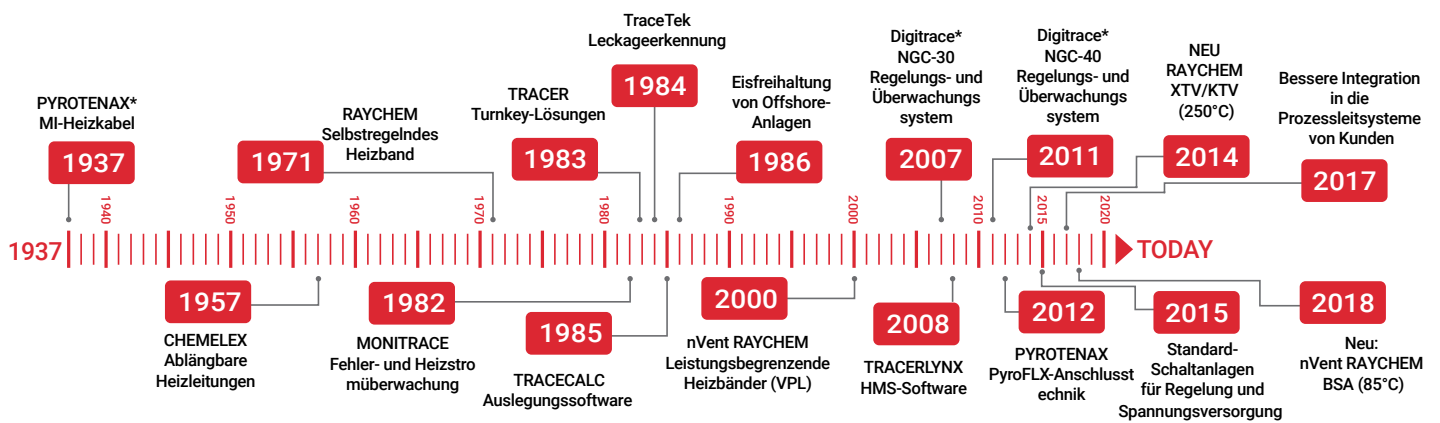 PYROTENAX*
MI-Heizkabel
1937
1971
RAYCHEM
Selbstregelndes
Heizband
TRACER
Turnkey-Lösungen
1983
TraceTek
Leckageerkennung
1984
Eisfreihaltung
von Offshore-
Anlagen
1986
Digitrace*
NGC-30
Regelungs- und
Überwachungs
system
2007
Digitrace*
NGC-40
Regelungs- und
Überwachungs
system
2011
NEU
RAYCHEM
XTV/KTV
(250°C)
2014
Bessere Integration
in die
Prozessleitsysteme
von Kunden
2017
1937
1940
1950
1960
1970
1980
1990
2000
2010
2015
2020
TODAY
1957
CHEMELEX
Ablängbare
Heizleitungen
1982
MONITRACE
Fehler- und Heizstro
müberwachung
1985
TRACECALC
Auslegungssoftware
2000
nVent RAYCHEM
Leistungsbegrenzende
Heizbänder (VPL)
2008
TRACERLYNX
HMS-Software
2012
PYROTENAX
PyroFLX-Anschlusst
echnik
2015
Standard-
Schaltanlagen
für Regelung und
Spannungsversorgung
2018
Neu:
nVent RAYCHEM
BSA (85°C)